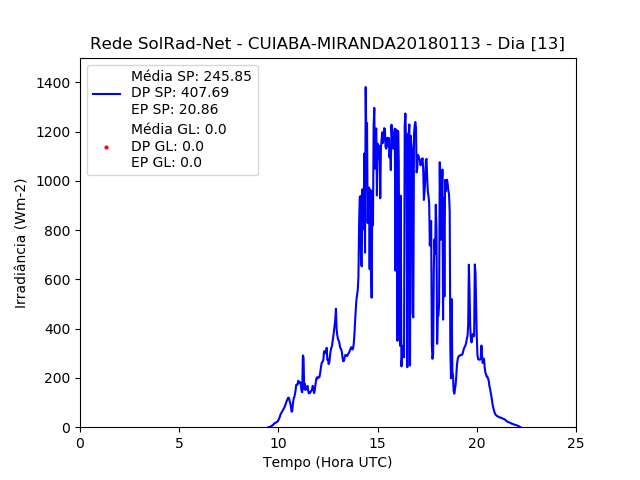 Rede SolRad-Net - CUIABA-MIRANDA20180113 - Dia [13]
Média SP: 245.85
DP SP: 407.69
EP SP: 20.86
Média GL: 0.0
DP GL: 0.0
EP GL: 0.0
Irradiância (Wm-2)
1400
1200
1000
800
600
400
200
0
0 5 10 15 20 25
Tempo (Hora UTC)